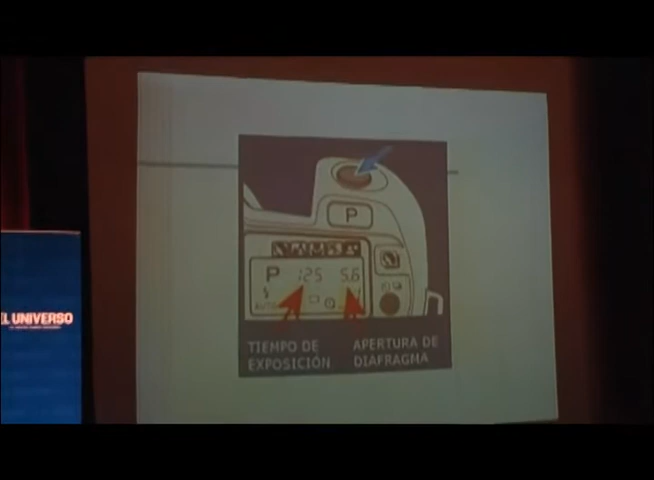 EL UNIVERSO
P
P 125 5.6
TIEMPO DE
EXPOSICIÓN
APERTURA DE
DIAFRAGMA